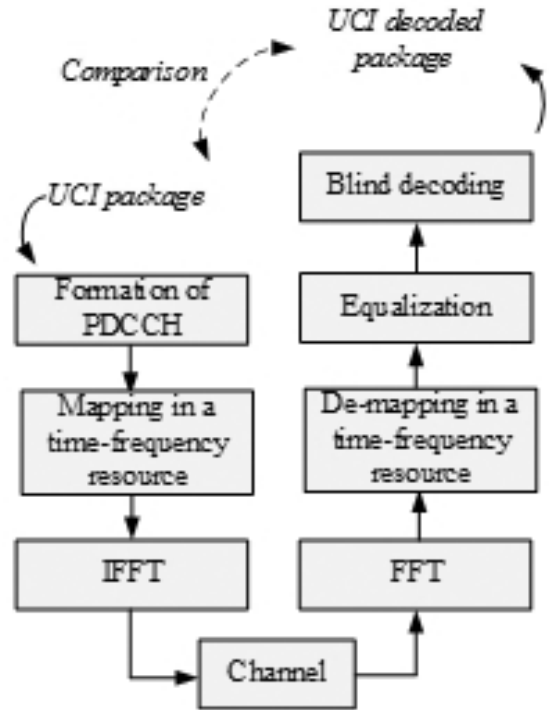 UCI decoded
package
Comparison
UCI package
Blind decoding
Formation of
PDCCH
Equalization
Mapping in a
time-frequency
resource
De-mapping in a
time-frequency
resource
IFFT
FFT
Channel